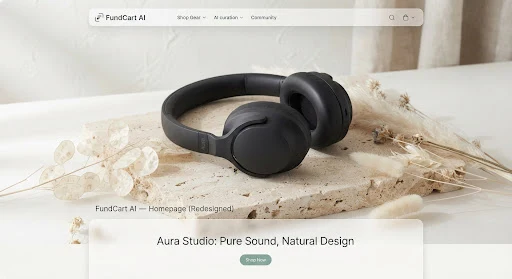 FundCart AI
Shop Gear
AI curation
Community
FundCart AI — Homepage (Redesigned)
Aura Studio: Pure Sound, Natural Design
Shop Now